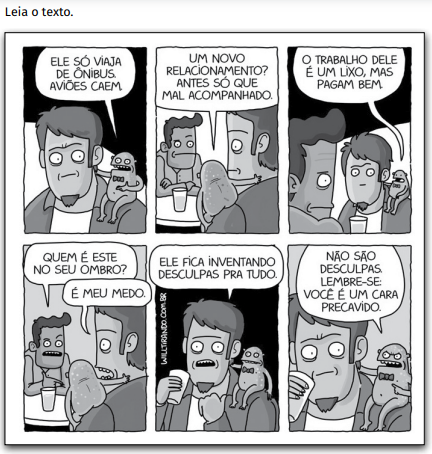 Leia o texto.
ELE SÓ VIAJA
DE ÔNIBUS.
AVIÕES CAEM.
UM NOVO
RELACIONAMENTO?
ANTES SÓ QUE
MAL ACOMPANHADO.
O TRABALHO DELE
É UM LIXO, MAS
PAGAM BEM.
QUEM É ESTE
NO SEU OMBRO?
É MEU MEDO.
ELE FICA INVENTANDO
DESCULPAS PRA TUDO.
WILLTIRANDO.COM.BR
NÃO SÃO
DESCULPAS.
LEMBRE-SE:
VOCÊ É UM CARA
PRECAVIDO.